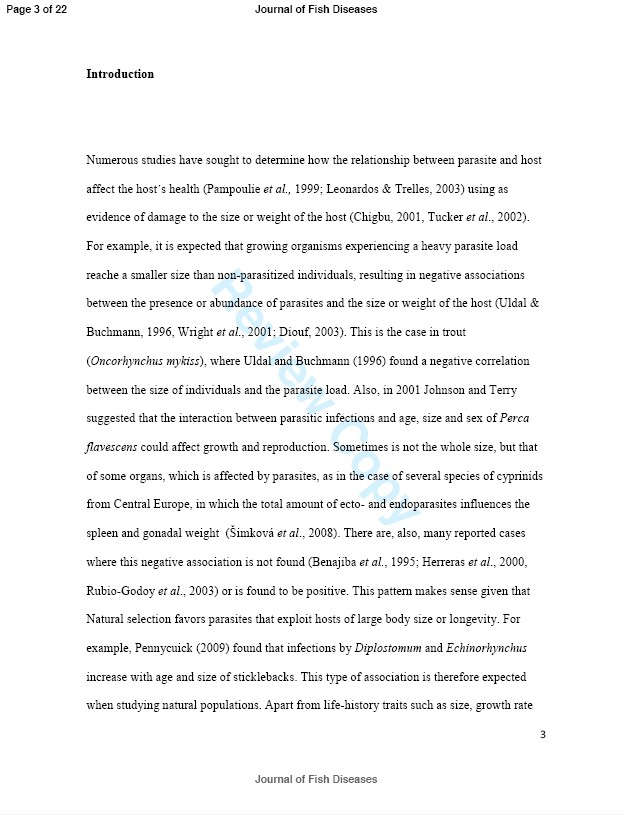 Page 3 of 22
Journal of Fish Diseases
Introduction
Numerous studies have sought to determine how the relationship between parasite and host
affect the host´s health (Pampoulie et al., 1999; Leonardos & Trelles, 2003) using as
evidence of damage to the size or weight of the host (Chigbu, 2001, Tucker et al., 2002).
For example, it is expected that growing organisms experiencing a heavy parasite load
reache a smaller size than non-parasitized individuals, resulting in negative associations
between the presence or abundance of parasites and the size or weight of the host (Uldal &
Buchmann, 1996, Wright et al., 2001; Diouf, 2003). This is the case in trout
(Oncorhynchus mykiss), where Uldal and Buchmann (1996) found a negative correlation
between the size of individuals and the parasite load. Also, in 2001 Johnson and Terry
suggested that the interaction between parasitic infections and age, size and sex of Perca
flavescens could affect growth and reproduction. Sometimes is not the whole size, but that
of some organs, which is affected by parasites, as in the case of several species of cyprinids
from Central Europe, in which the total amount of ecto- and endoparasites influences the
spleen and gonadal weight (Šimková et al., 2008). There are, also, many reported cases
where this negative association is not found (Benajiba et al., 1995; Herreras et al., 2000,
Rubio-Godoy et al., 2003) or is found to be positive. This pattern makes sense given that
Natural selection favors parasites that exploit hosts of large body size or longevity. For
example, Pennycuick (2009) found that infections by Diplostomum and Echinorhynchus
increase with age and size of sticklebacks. This type of association is therefore expected
when studying natural populations. Apart from life-history traits such as size, growth rate
Review Copy
3
Journal of Fish Diseases